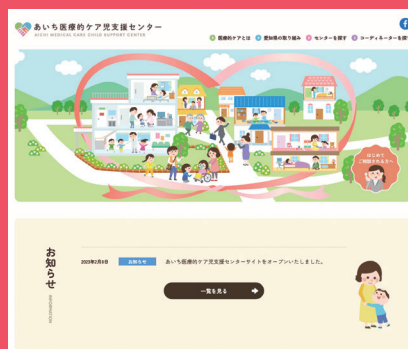 あいち医療的ケア児支援センター
AICHI MEDICAL CARE CHILD SUPPORT CENTER
医療的ケアとは
愛知県の取り組み
センターを探す
コーディネーターを探す
はじめて
ご相談される方へ
お知らせ
INFORMATION
2023年2月8日
お知らせ
あいち医療的ケア児支援センターサイトをオープンいたしました。
一覧を見る